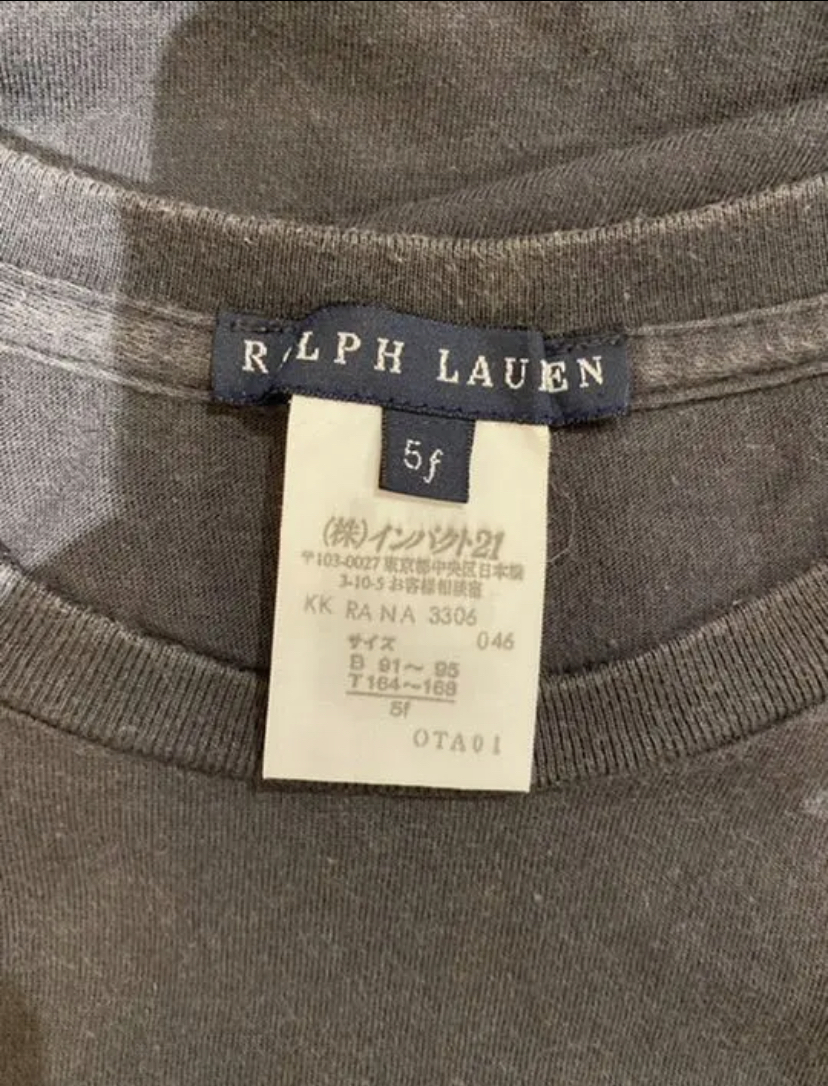 RALPH LAUREN
5f
(株)インパクト21
〒103-0027 東京都中央区日本橋
3-10-5 お客様相談室
KK RANA 3306
サイズ 046
B 91～95
T164～168
5f
OTA01